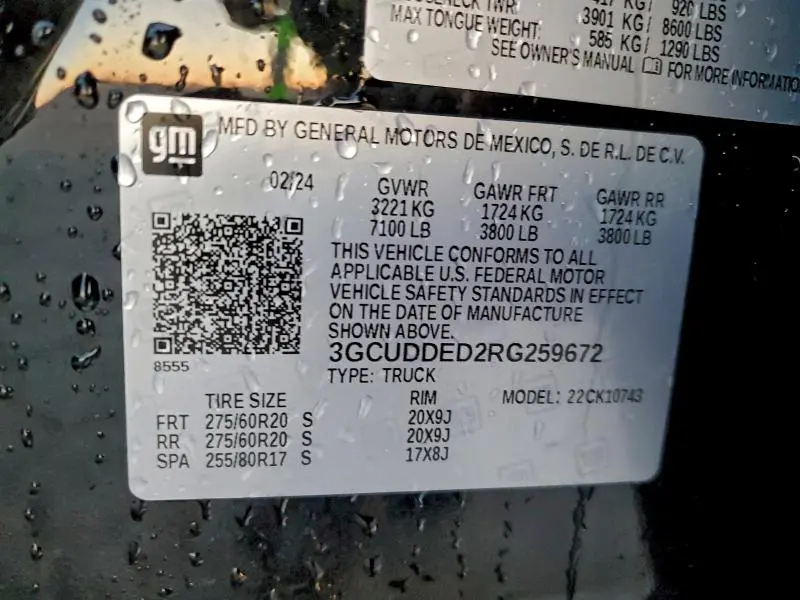 KG/ 920 LBS
3901 KG/ 8600 LBS
MAX TONGUE WEIGHT: 585 KG/ 1290 LBS
SEE OWNER'S MANUAL FOR MORE INFORMATIO
gm
MFD BY GENERAL MOTORS DE MEXICO, S. DE R.L. DE C.V.
02/24
GVWR GAWR FRT GAWR RR
3221 KG 1724 KG 1724 KG
7100 LB 3800 LB 3800 LB
THIS VEHICLE CONFORMS TO ALL
APPLICABLE U.S. FEDERAL MOTOR
VEHICLE SAFETY STANDARDS IN EFFECT
ON THE DATE OF MANUFACTURE
SHOWN ABOVE.
3GCUDDED2RG259672
8555
TYPE: TRUCK
TIRE SIZE RIM MODEL: 22CK10743
FRT 275/60R20 S 20X9J
RR 275/60R20 S 20X9J
SPA 255/80R17 S 17X8J